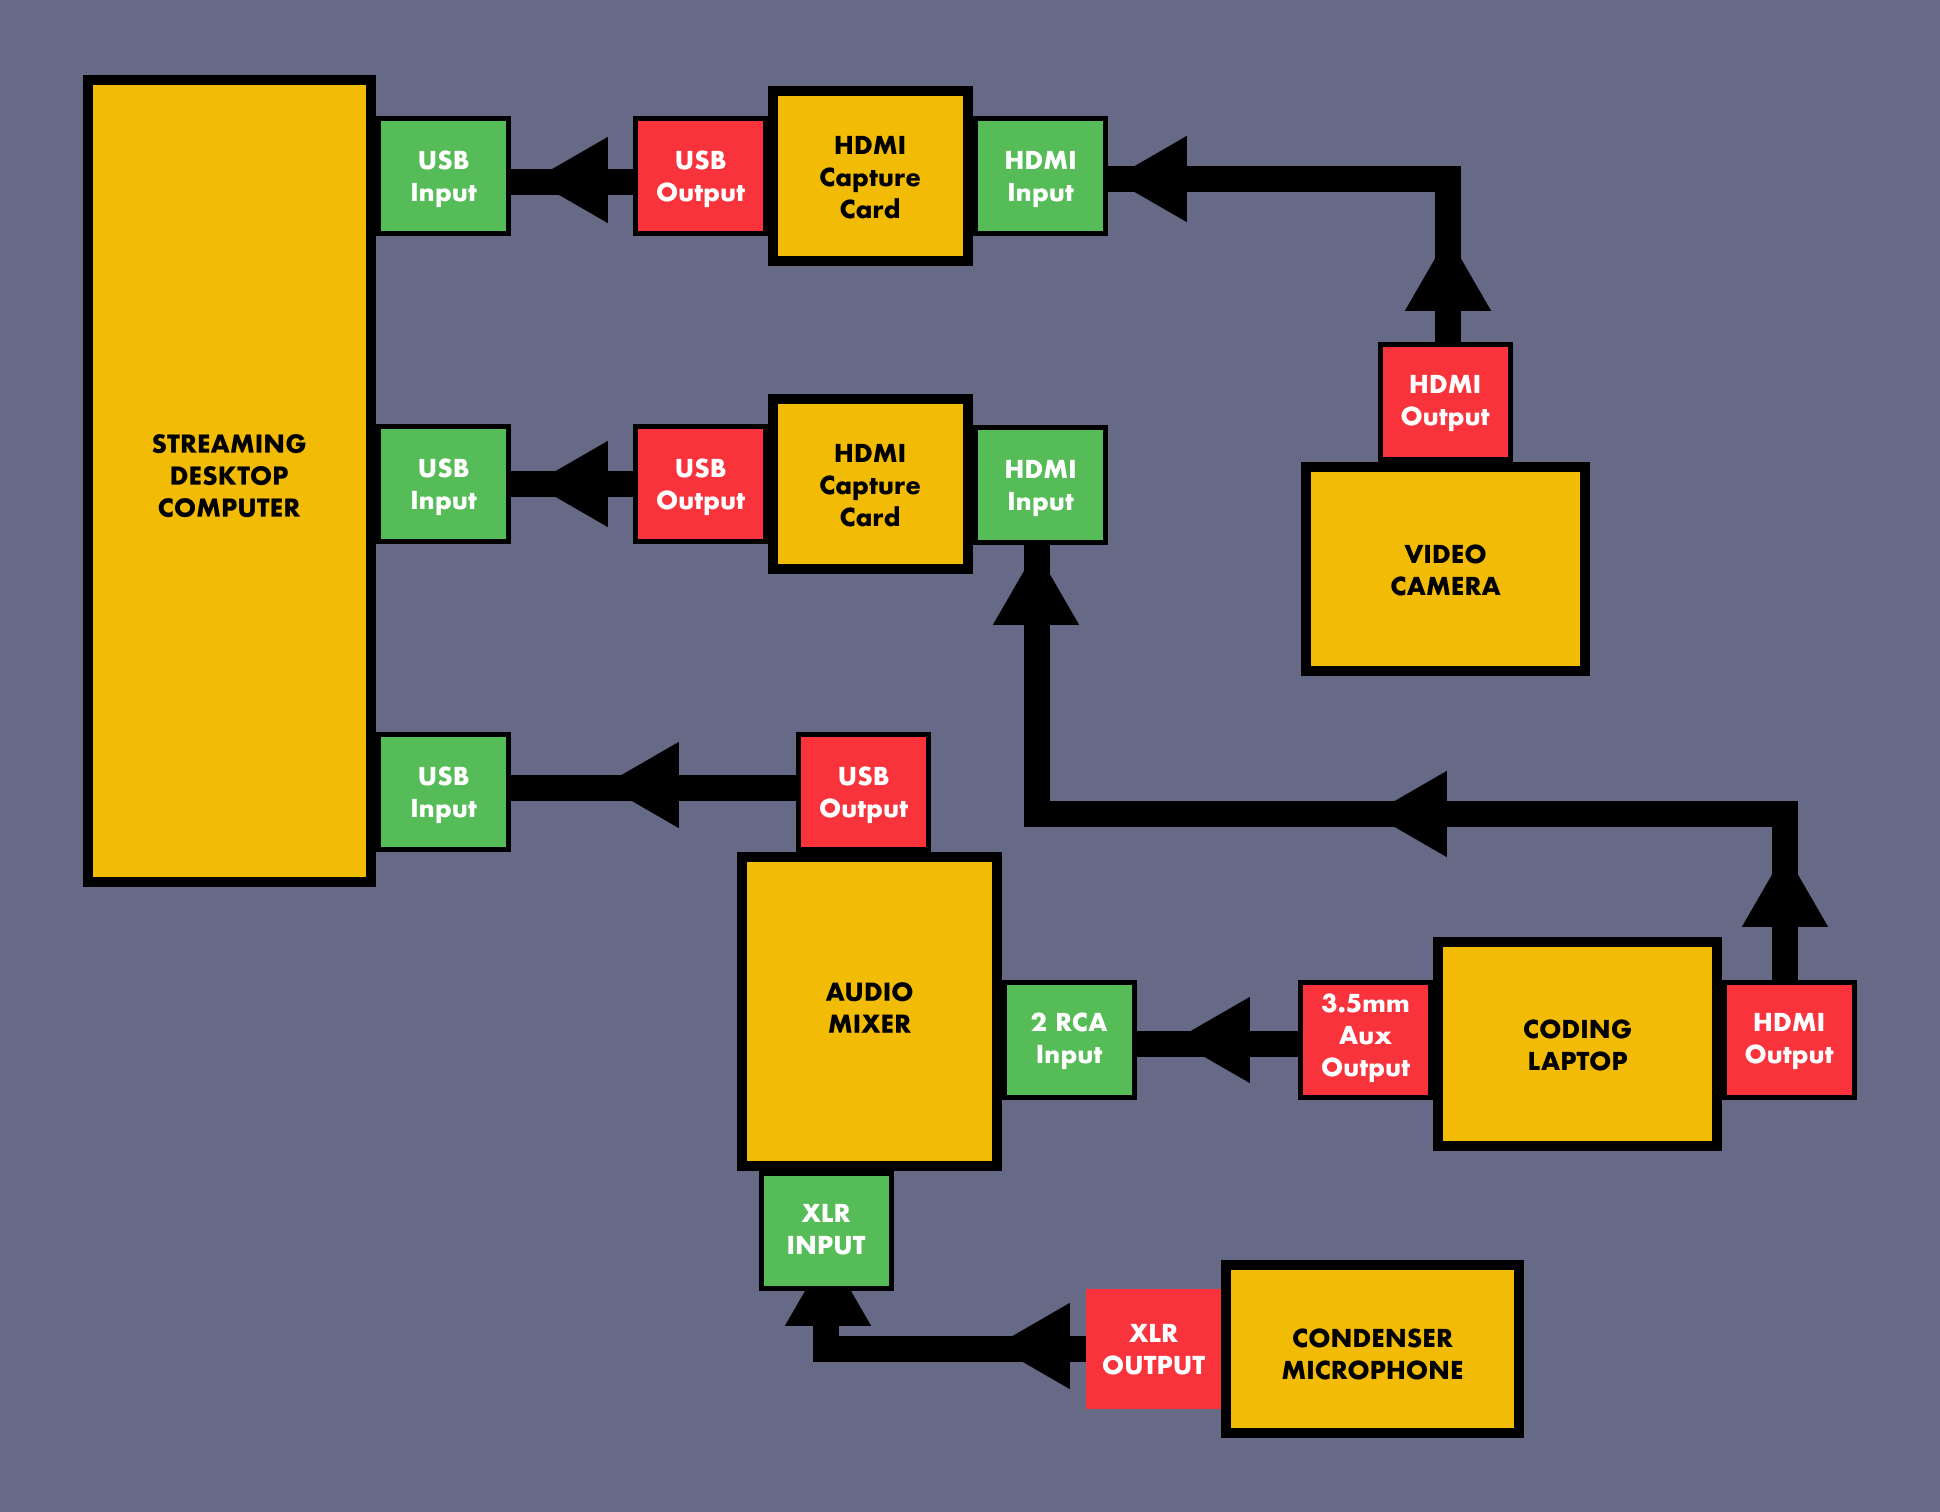 STREAMING
DESKTOP
COMPUTER
USB
Input
USB
Output
HDMI
Capture
Card
HDMI
Input
HDMI
Output
VIDEO
CAMERA
USB
Input
USB
Output
HDMI
Capture
Card
HDMI
Input
USB
Input
USB
Output
AUDIO
MIXER
2 RCA
Input
3.5mm
Aux
Output
CODING
LAPTOP
HDMI
Output
XLR
INPUT
XLR
OUTPUT
CONDENSER
MICROPHONE